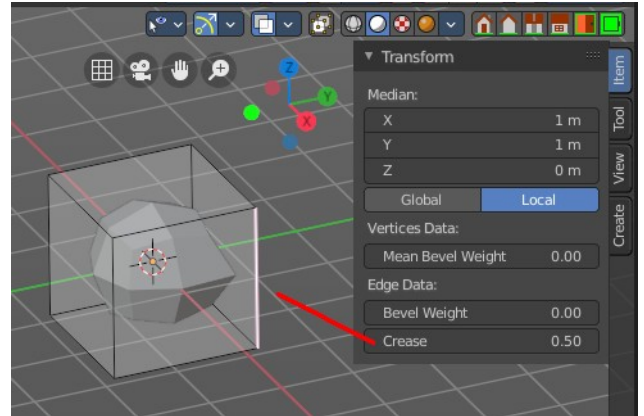 Transform
Item
Median:
Z
Y
X
X 1 m
Y 1 m
Z 0 m
Tool
View
Global Local
Create
Vertices Data:
Mean Bevel Weight 0.00
Edge Data:
Bevel Weight 0.00
Crease 0.50